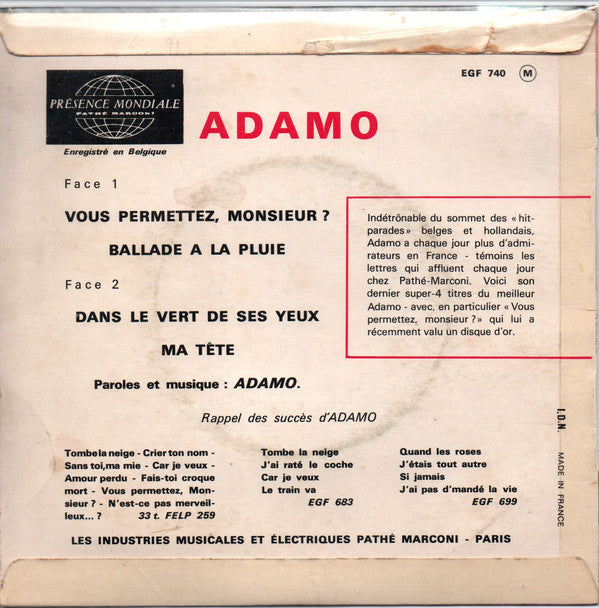 EGF 740 M
PRÉSENCE MONDIALE
PATHÉ MARCONI
Enregistré en Belgique
ADAMO
Face 1
VOUS PERMETTEZ, MONSIEUR ?
BALLADE A LA PLUIE
Face 2
DANS LE VERT DE SES YEUX
MA TÊTE
Paroles et musique : ADAMO.
Indétrônable du sommet des « hit-
parades» belges et hollandais,
Adamo a chaque jour plus d'admi-
rateurs en France - témoins les
lettres qui affluent chaque jour
chez Pathé-Marconi. Voici son
dernier super-4 titres du meilleur
Adamo - avec, en particulier « Vous
permettez, monsieur ?» qui lui a
récemment valu un disque d'or.
Rappel des succès d'ADAMO
Tombe la neige - Crier ton nom -
Sans toi, ma mie - Car je veux -
Amour perdu - Fais-toi croque
mort - Vous permettez, Mon-
sieur ? - N'est-ce pas merveil-
leux... ? 33 t. FELP 259
Tombe la neige
J'ai raté le coche
Car je veux
Le train va
EGF 683
Quand les roses
J'étais tout autre
Si jamais
J'ai pas d'mandé la vie
EGF 699
I.D.N. MADE IN FRANCE
LES INDUSTRIES MUSICALES ET ÉLECTRIQUES PATHÉ MARCONI - PARIS